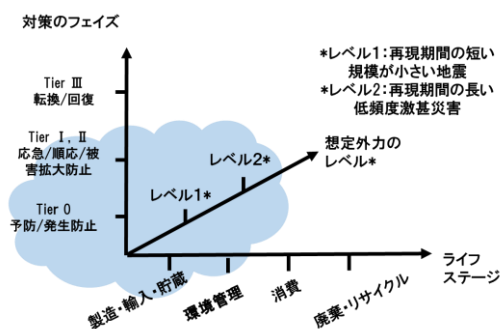 対策のフェイズ
Tier Ⅲ
転換/回復
Tier Ⅰ, Ⅱ
応急/順応/被
害拡大防止
Tier 0
予防/発生防止
*レベル1：再現期間の短い
規模が小さい地震
*レベル2：再現期間の長い
低頻度激甚災害
想定外力の
レベル*
レベル2*
レベル1*
ライフ
ステージ
製造・輸入・貯蔵
環境管理
消費
廃棄・リサイクル